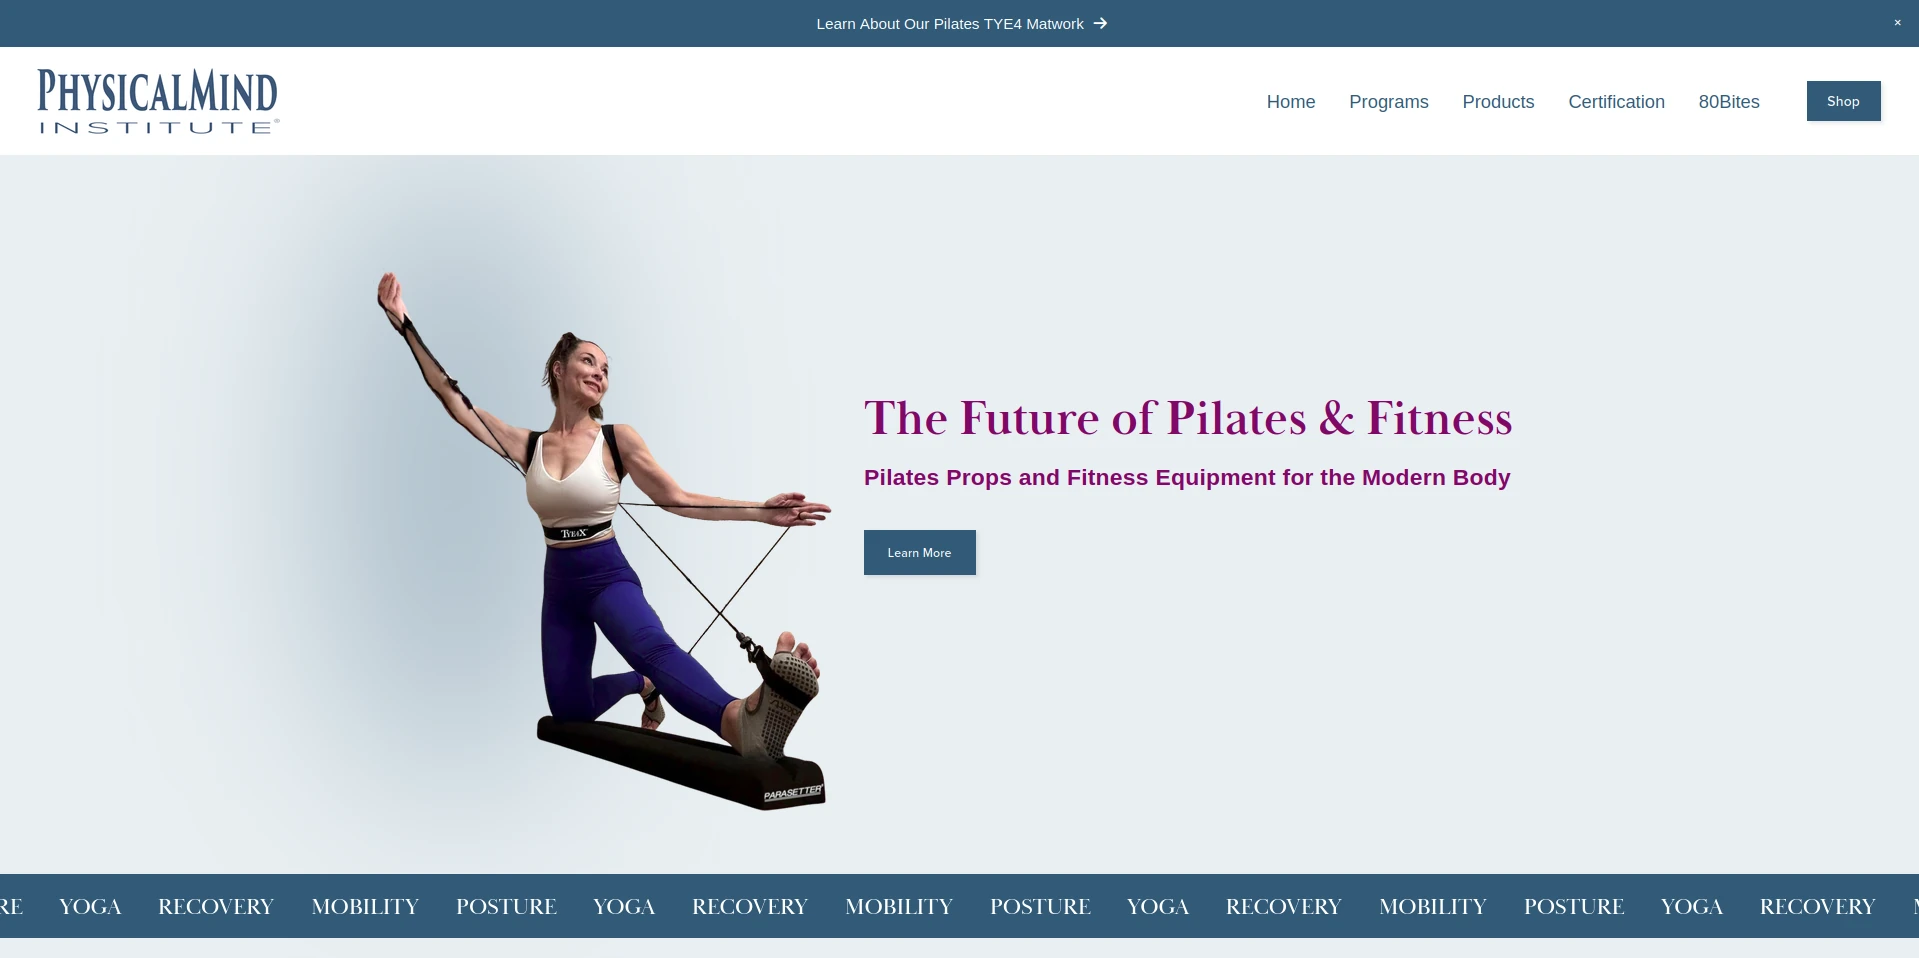 Learn About Our Pilates TYE4 Matwork →
×
PHYSICALMIND
INSTITUTE®
Home Programs Products Certification 80Bites Shop
The Future of Pilates & Fitness
Pilates Props and Fitness Equipment for the Modern Body
TYE4X
Learn More
PARASETTER
RE YOGA RECOVERY MOBILITY POSTURE YOGA RECOVERY MOBILITY POSTURE YOGA RECOVERY MOBILITY POSTURE YOGA RECOVERY